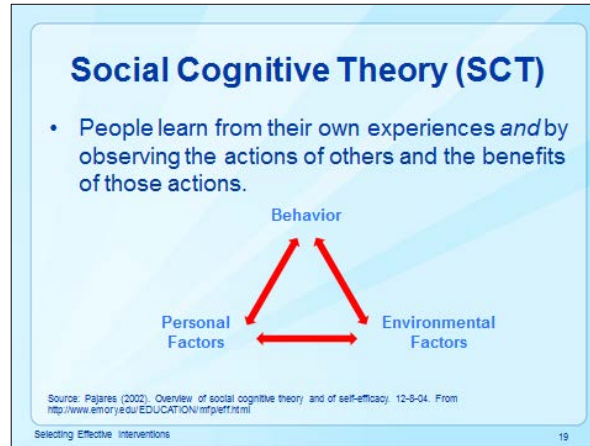 Social Cognitive Theory (SCT)
• People learn from their own experiences and by
observing the actions of others and the benefits
of those actions.
Behavior
Personal
Factors
Environmental
Factors
Source: Pajares (2002). Overview of social cognitive theory and of self-efficacy. 12-8-04. From
http://www.emory.edu/EDUCATION/mfp/eff.html
Selecting Effective Interventions
19